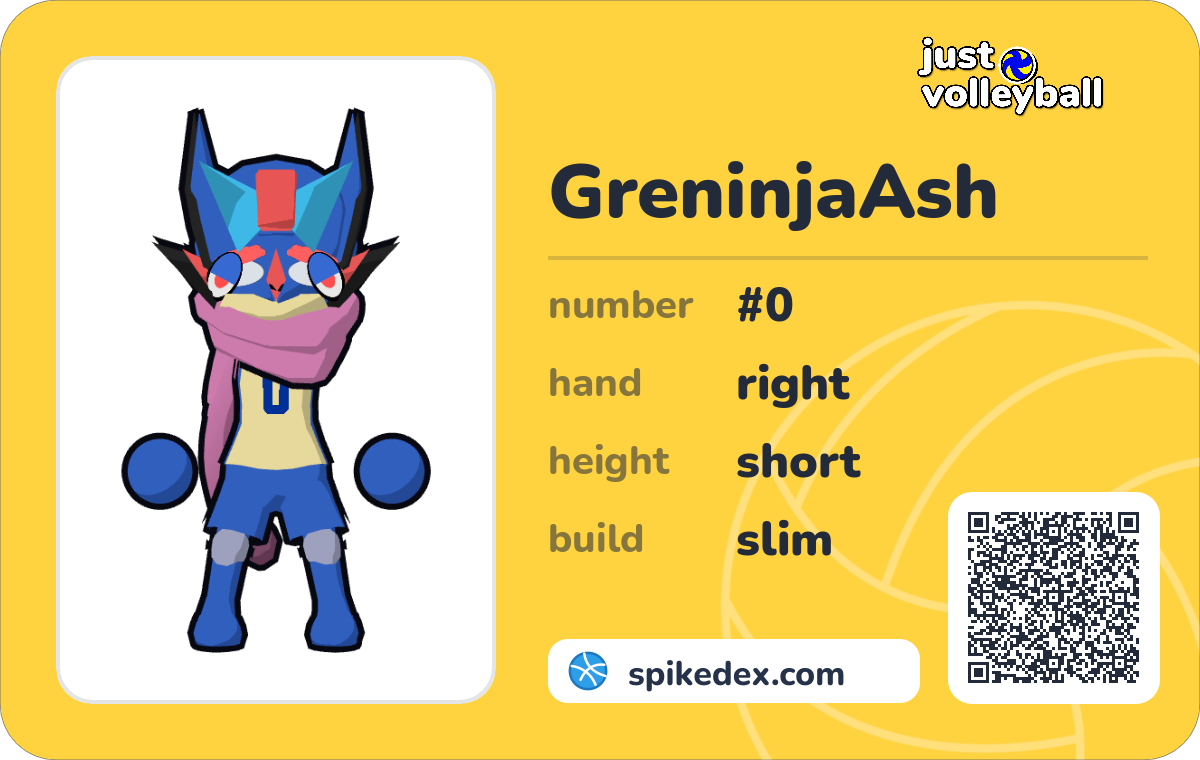 just
volleyball
GreninjaAsh
number #0
hand right
height short
build slim
0
spikedex.com